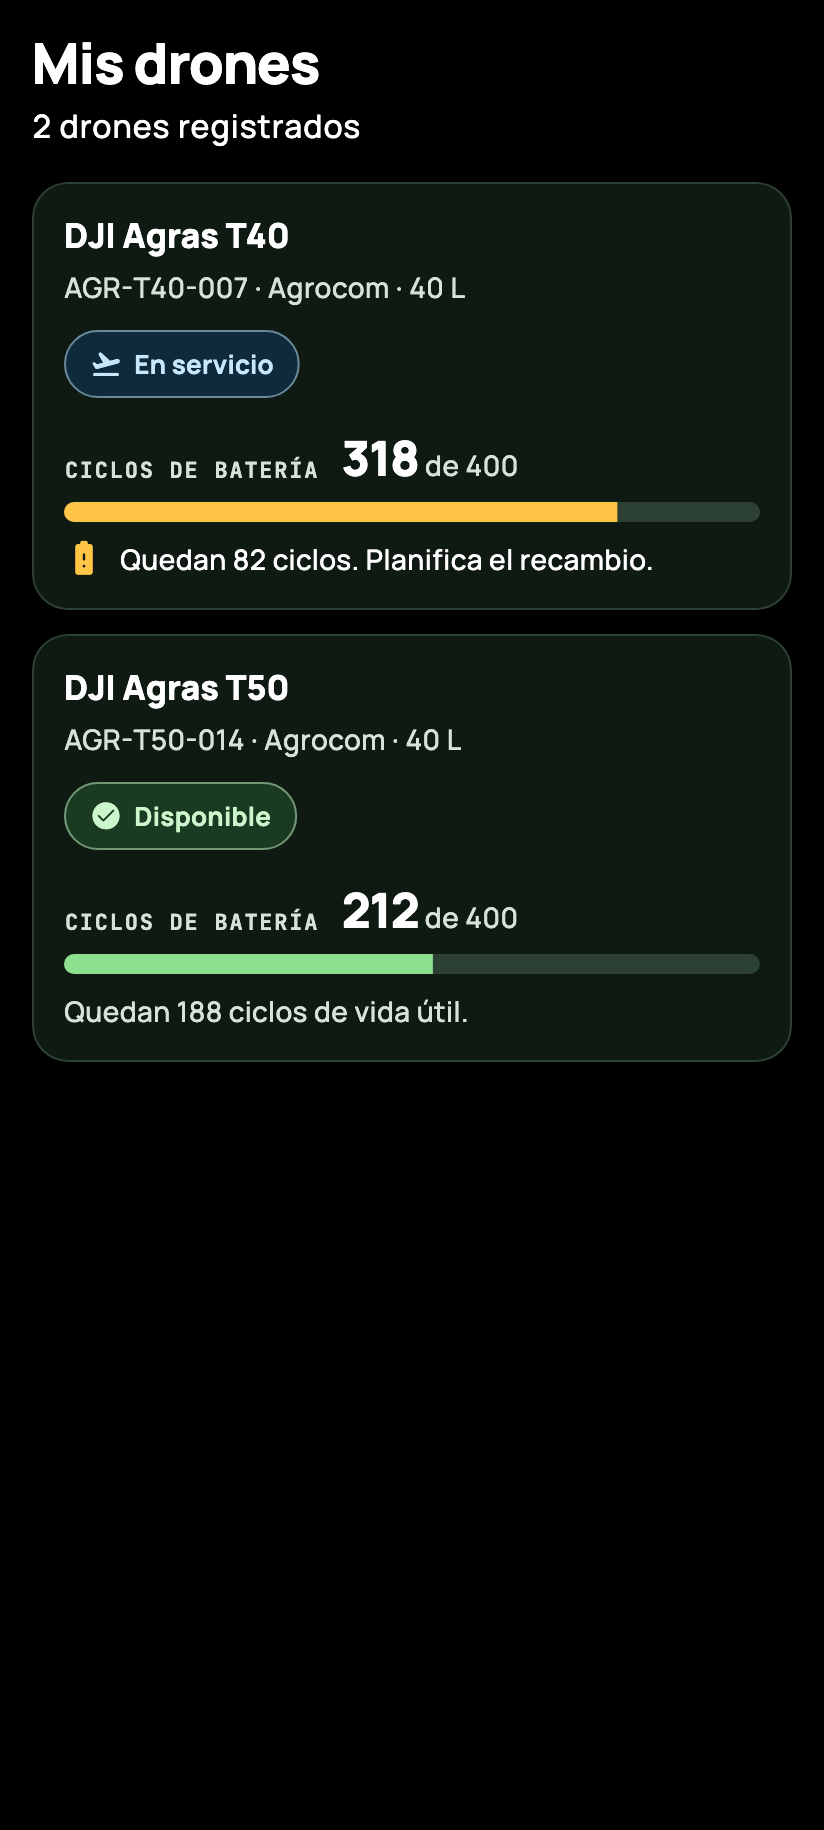 Mis drones
2 drones registrados
DJI Agras T40
AGR-T40-007 · Agrocom · 40 L
En servicio
CICLOS DE BATERÍA 318 de 400
Quedan 82 ciclos. Planifica el recambio.
DJI Agras T50
AGR-T50-014 · Agrocom · 40 L
Disponible
CICLOS DE BATERÍA 212 de 400
Quedan 188 ciclos de vida útil.